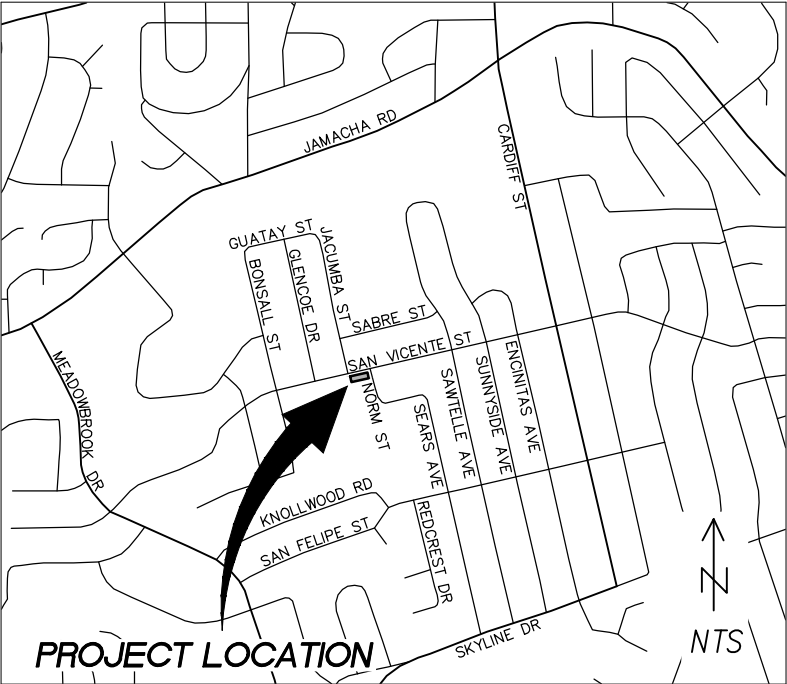 JAMACHA RD
CARDIFF ST
GUATAY ST
JACUMBA ST
GLENCOE DR
BONSALL ST
SABRE ST
SAN VICENTE ST
MEADOWBROOK DR
NORM ST
SEARS AVE
SAWTELLE AVE
SUNNYSIDE AVE
ENCINITAS AVE
KNOLLWOOD RD
SAN FELIPE ST
REDCREST DR
SKYLINE DR
PROJECT LOCATION
N
NTS